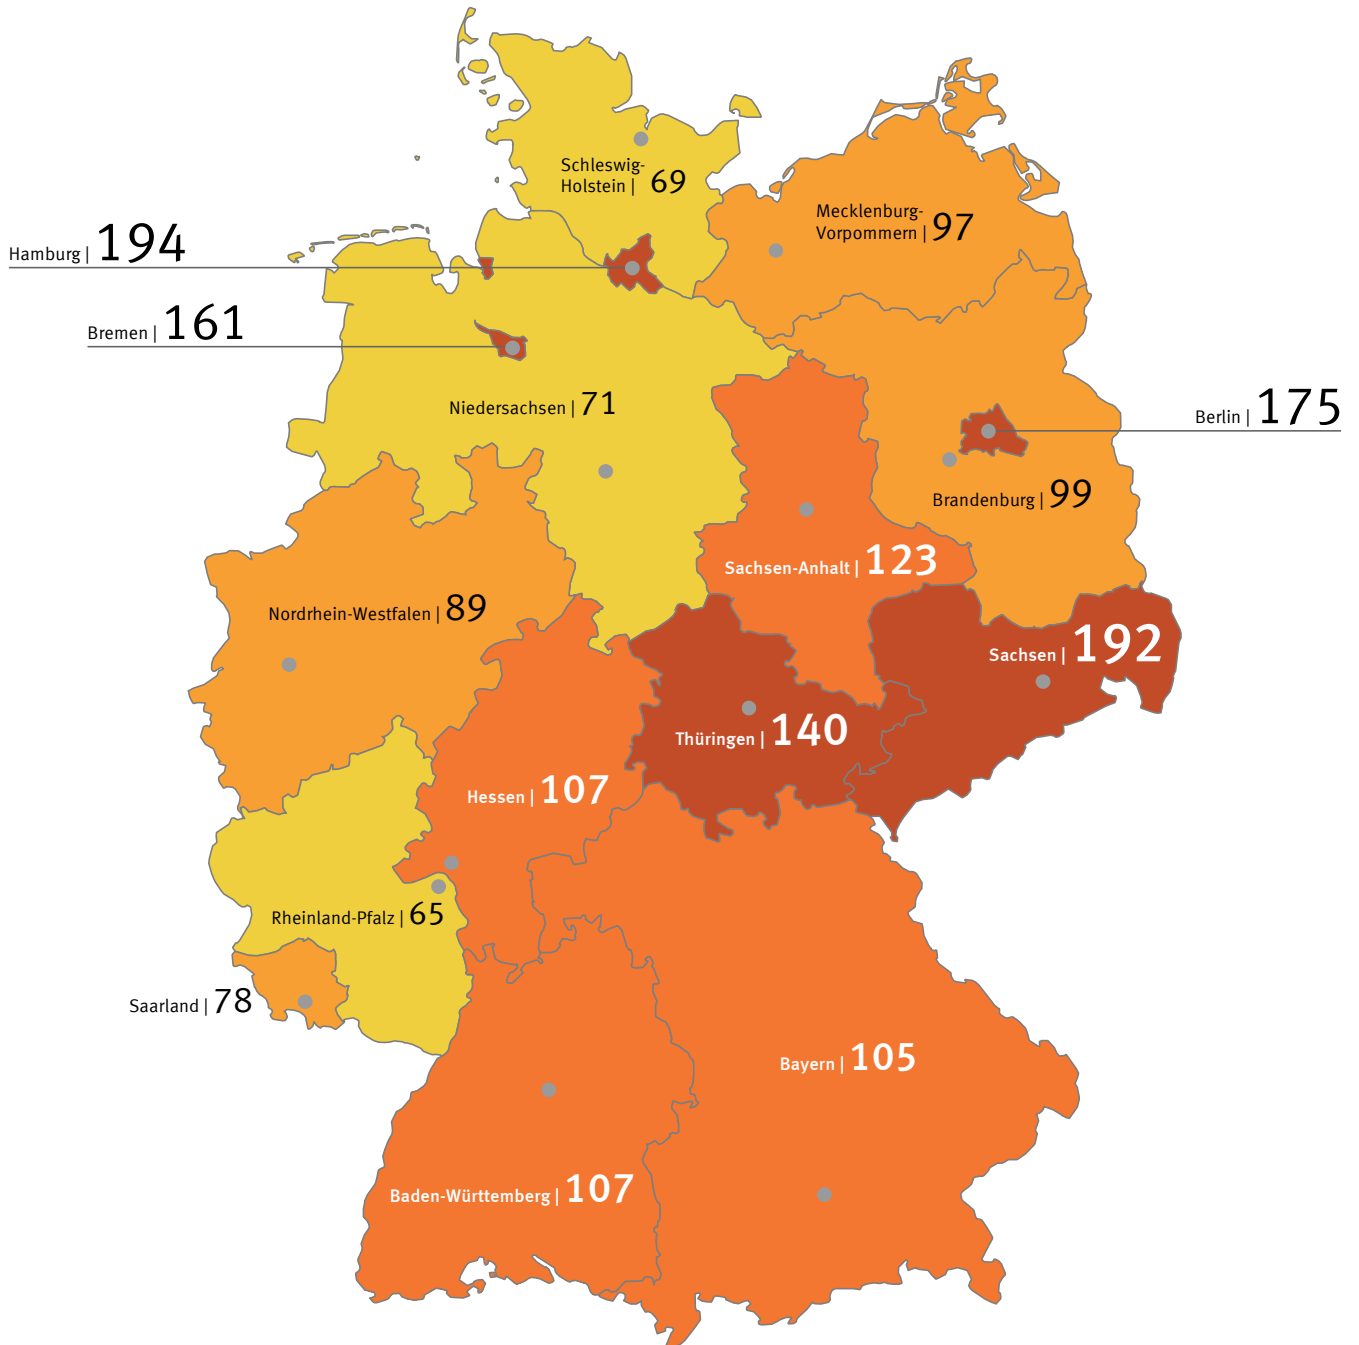 Schleswig-
Holstein | 69
Mecklenburg-
Vorpommern | 97
Hamburg | 194
Bremen | 161
Niedersachsen | 71
Berlin | 175
Brandenburg | 99
Sachsen-Anhalt | 123
Nordrhein-Westfalen | 89
Sachsen | 192
Thüringen | 140
Hessen | 107
Rheinland-Pfalz | 65
Saarland | 78
Bayern | 105
Baden-Württemberg | 107